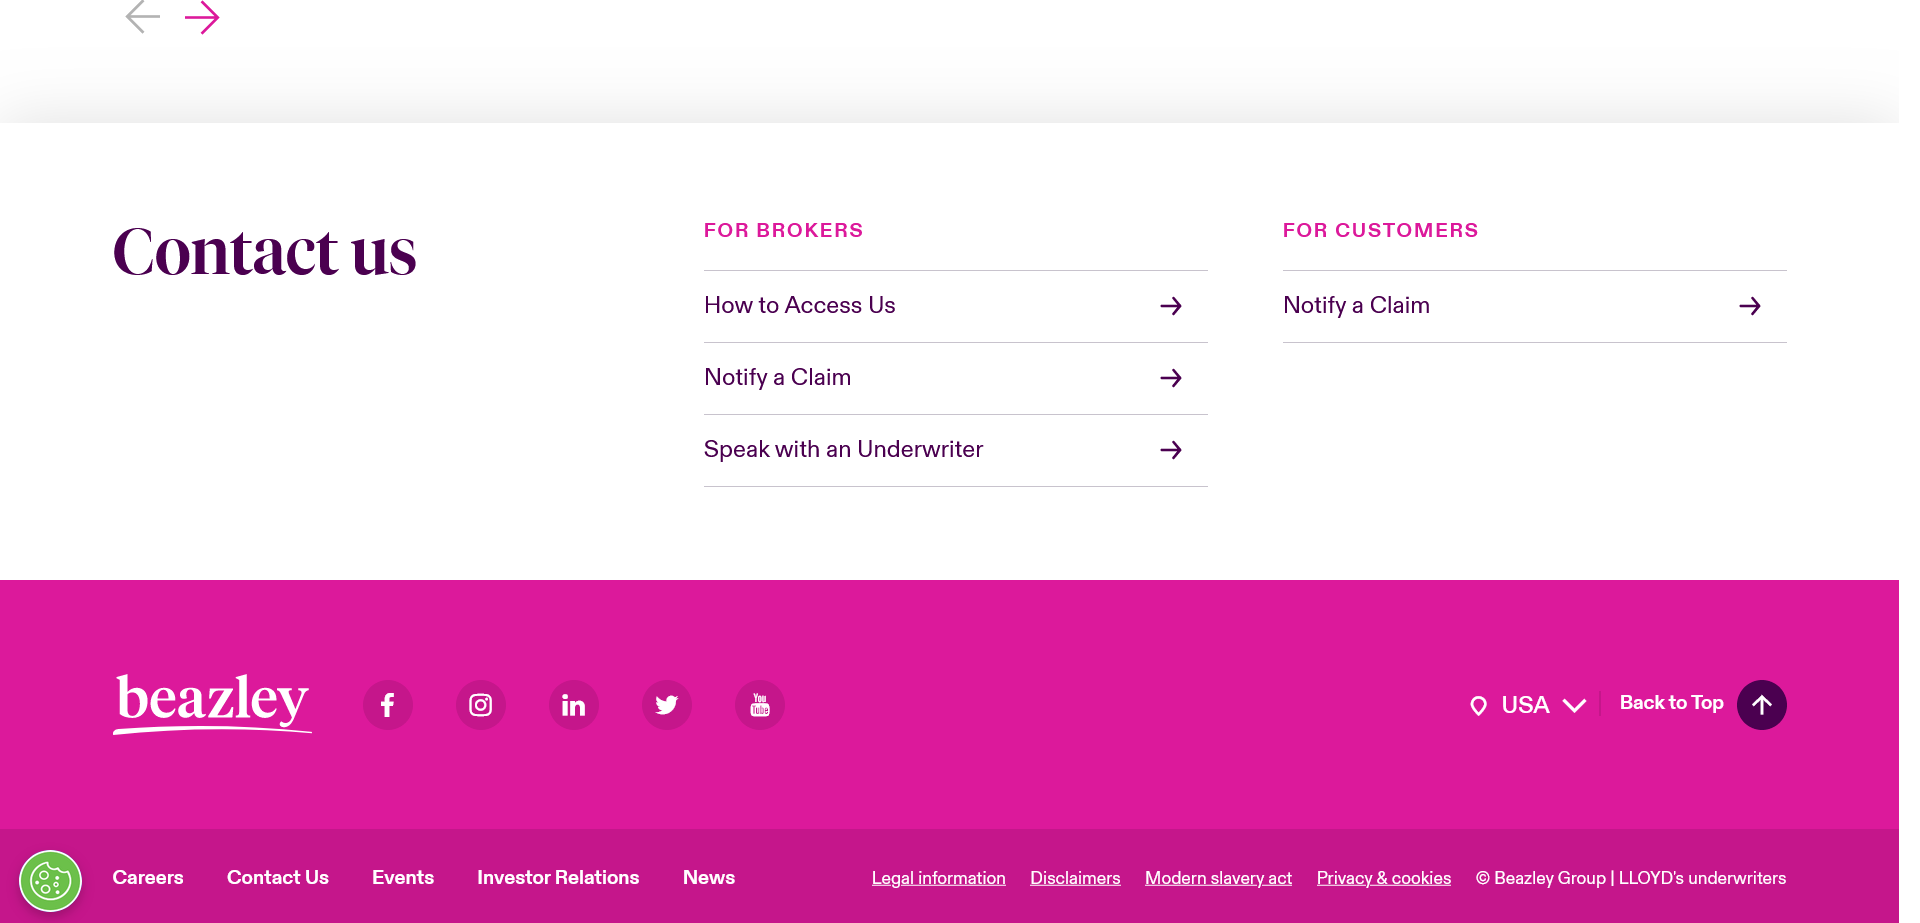 Contact us
FOR BROKERS
How to Access Us
Notify a Claim
Speak with an Underwriter
FOR CUSTOMERS
Notify a Claim
beazley
You
Tube
USA
Back to Top
Careers
Contact Us
Events
Investor Relations
News
Legal information
Disclaimers
Modern slavery act
Privacy & cookies
© Beazley Group | LLOYD's underwriters